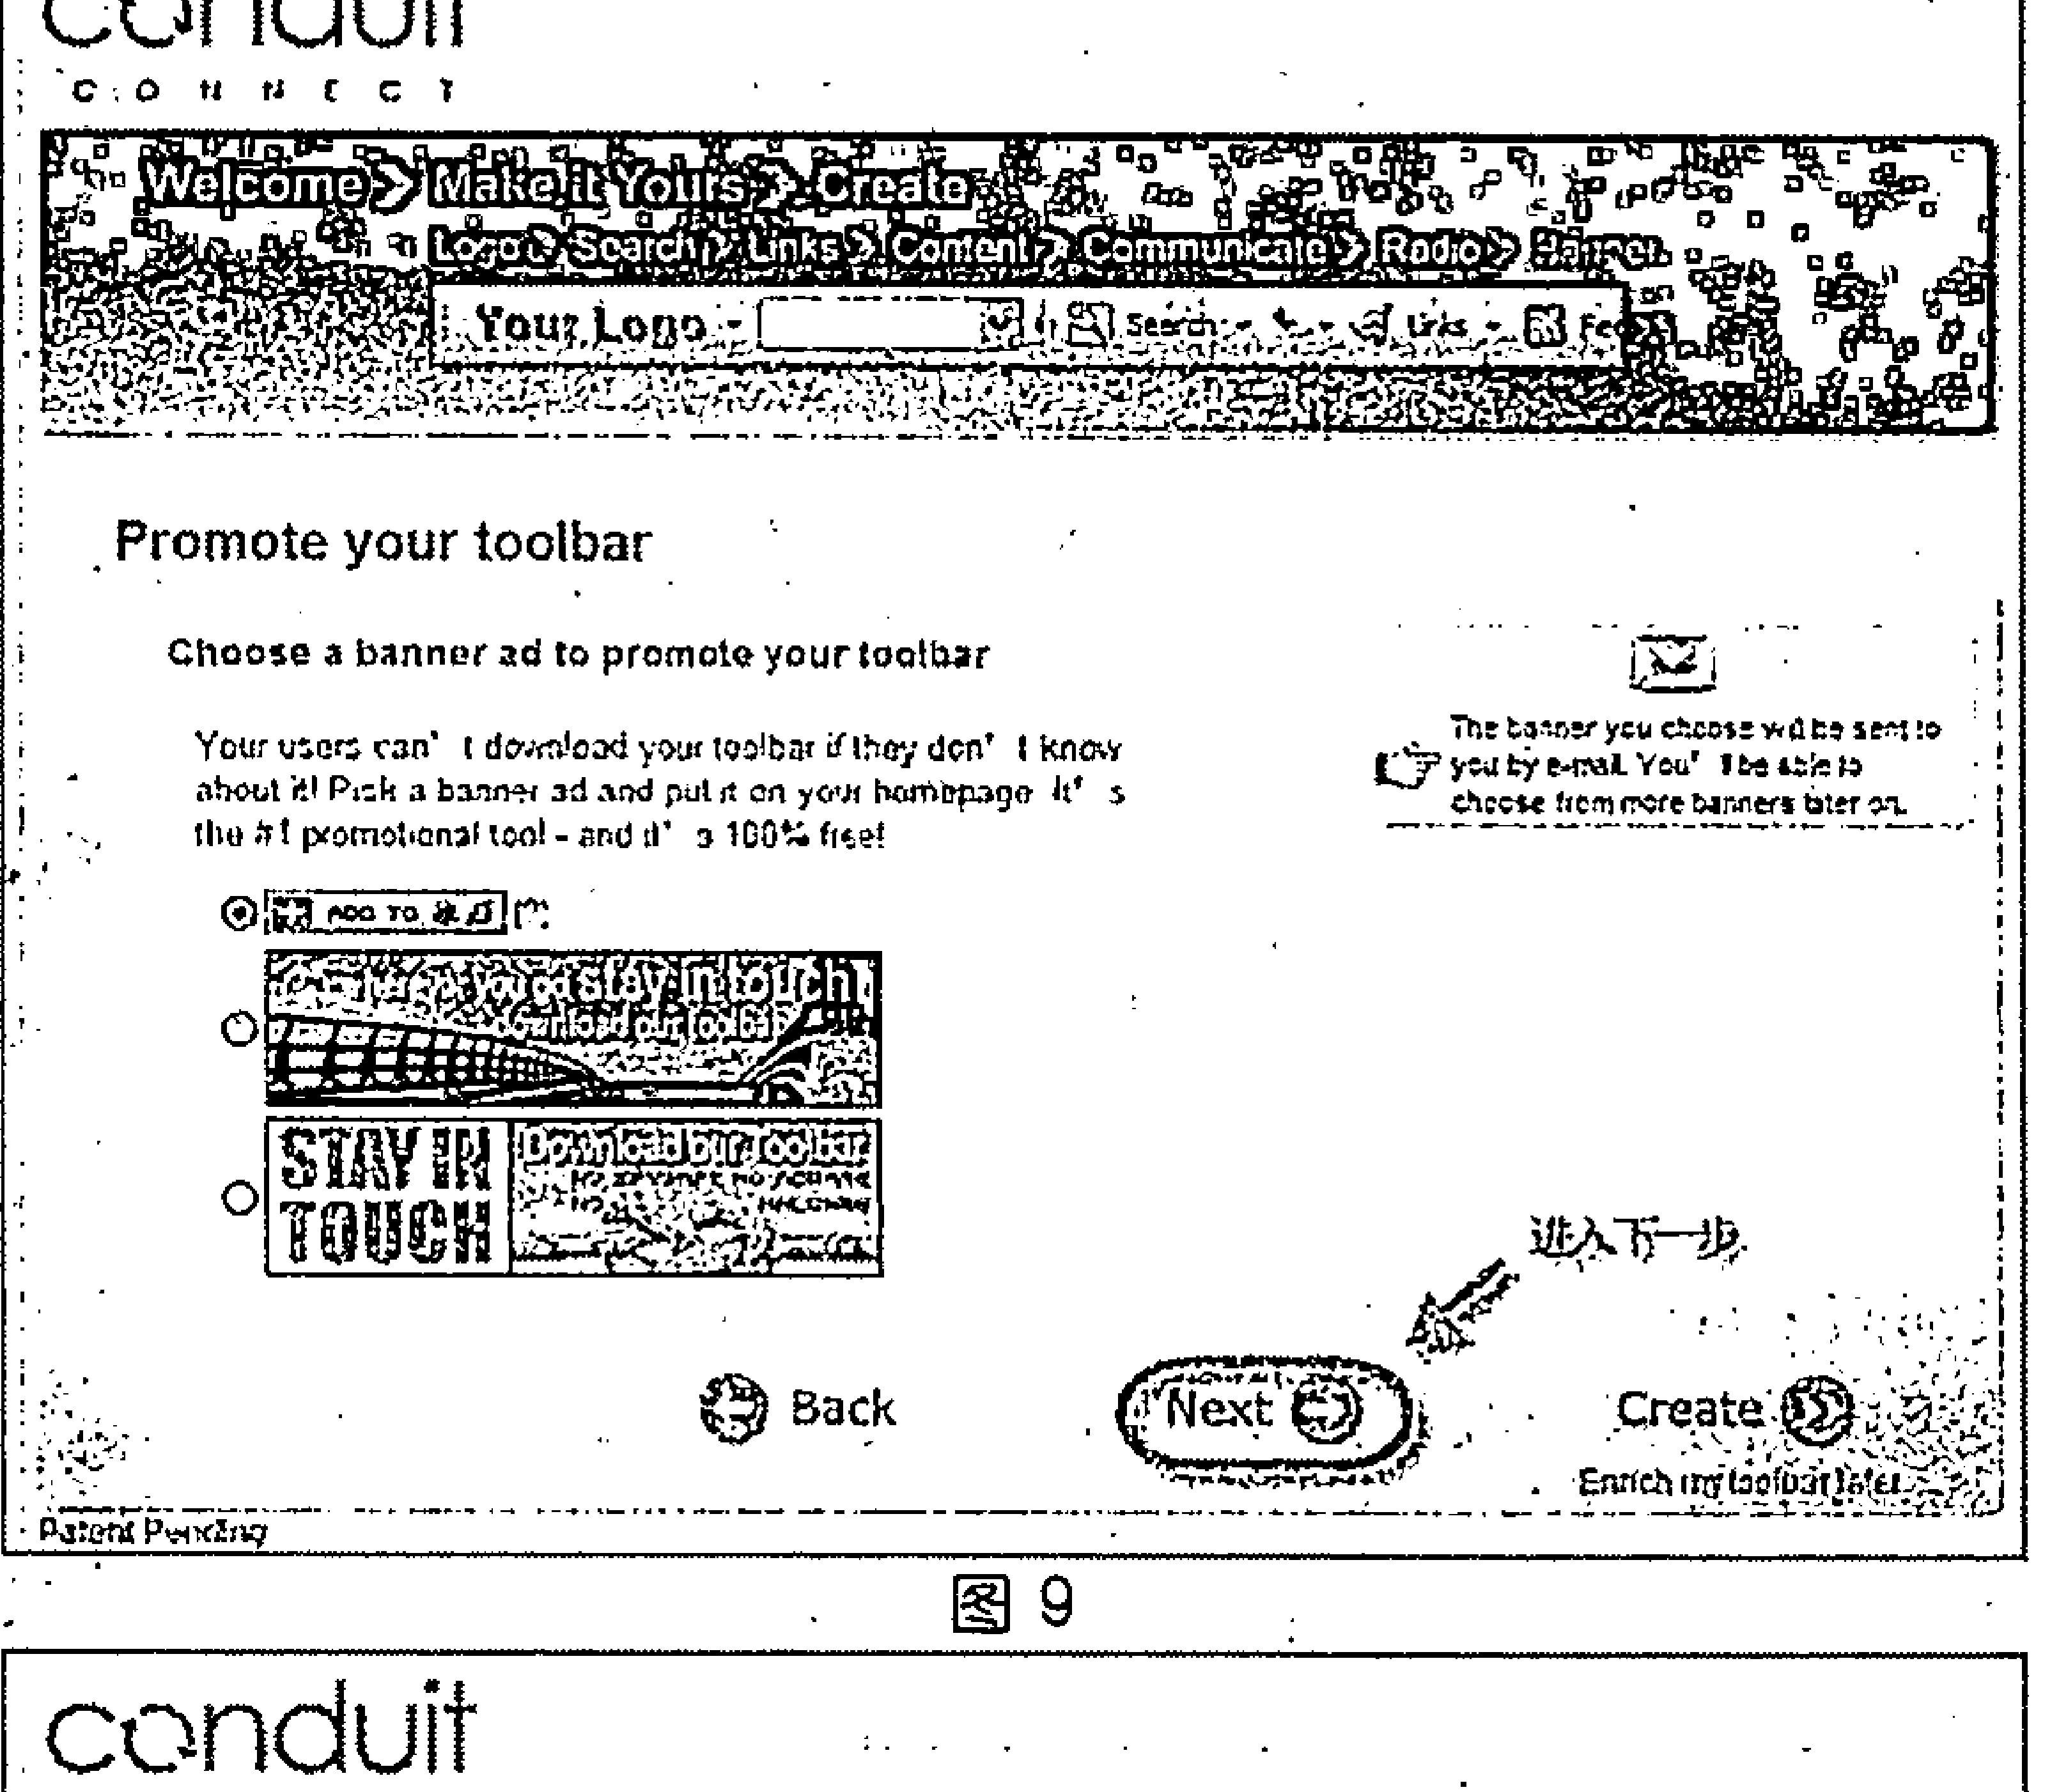 conduit
CONNECT
Welcome > Make it Yours > Create
Logo > Search > Links > Content > Communicate > Radio > Banner
Your Logo Search Links
Promote your toolbar
Choose a banner ad to promote your toolbar
Your users can' t download your toolbar if they don' t know
about it! Pick a banner ad and put it on your homepage It' s
the #1 promotional tool - and it' s 100% free!
The banner you choose will be sent to
you by e-mail. You' ll be able to
choose from more banners later on.
ADD TO
you stay in touch!
download our Toolbar
STAY IN
TOUCH
Download our Toolbar
进入下一步
Back
Next
Create
Enrich my toolbar later
Patent Pending
图 9
conduit